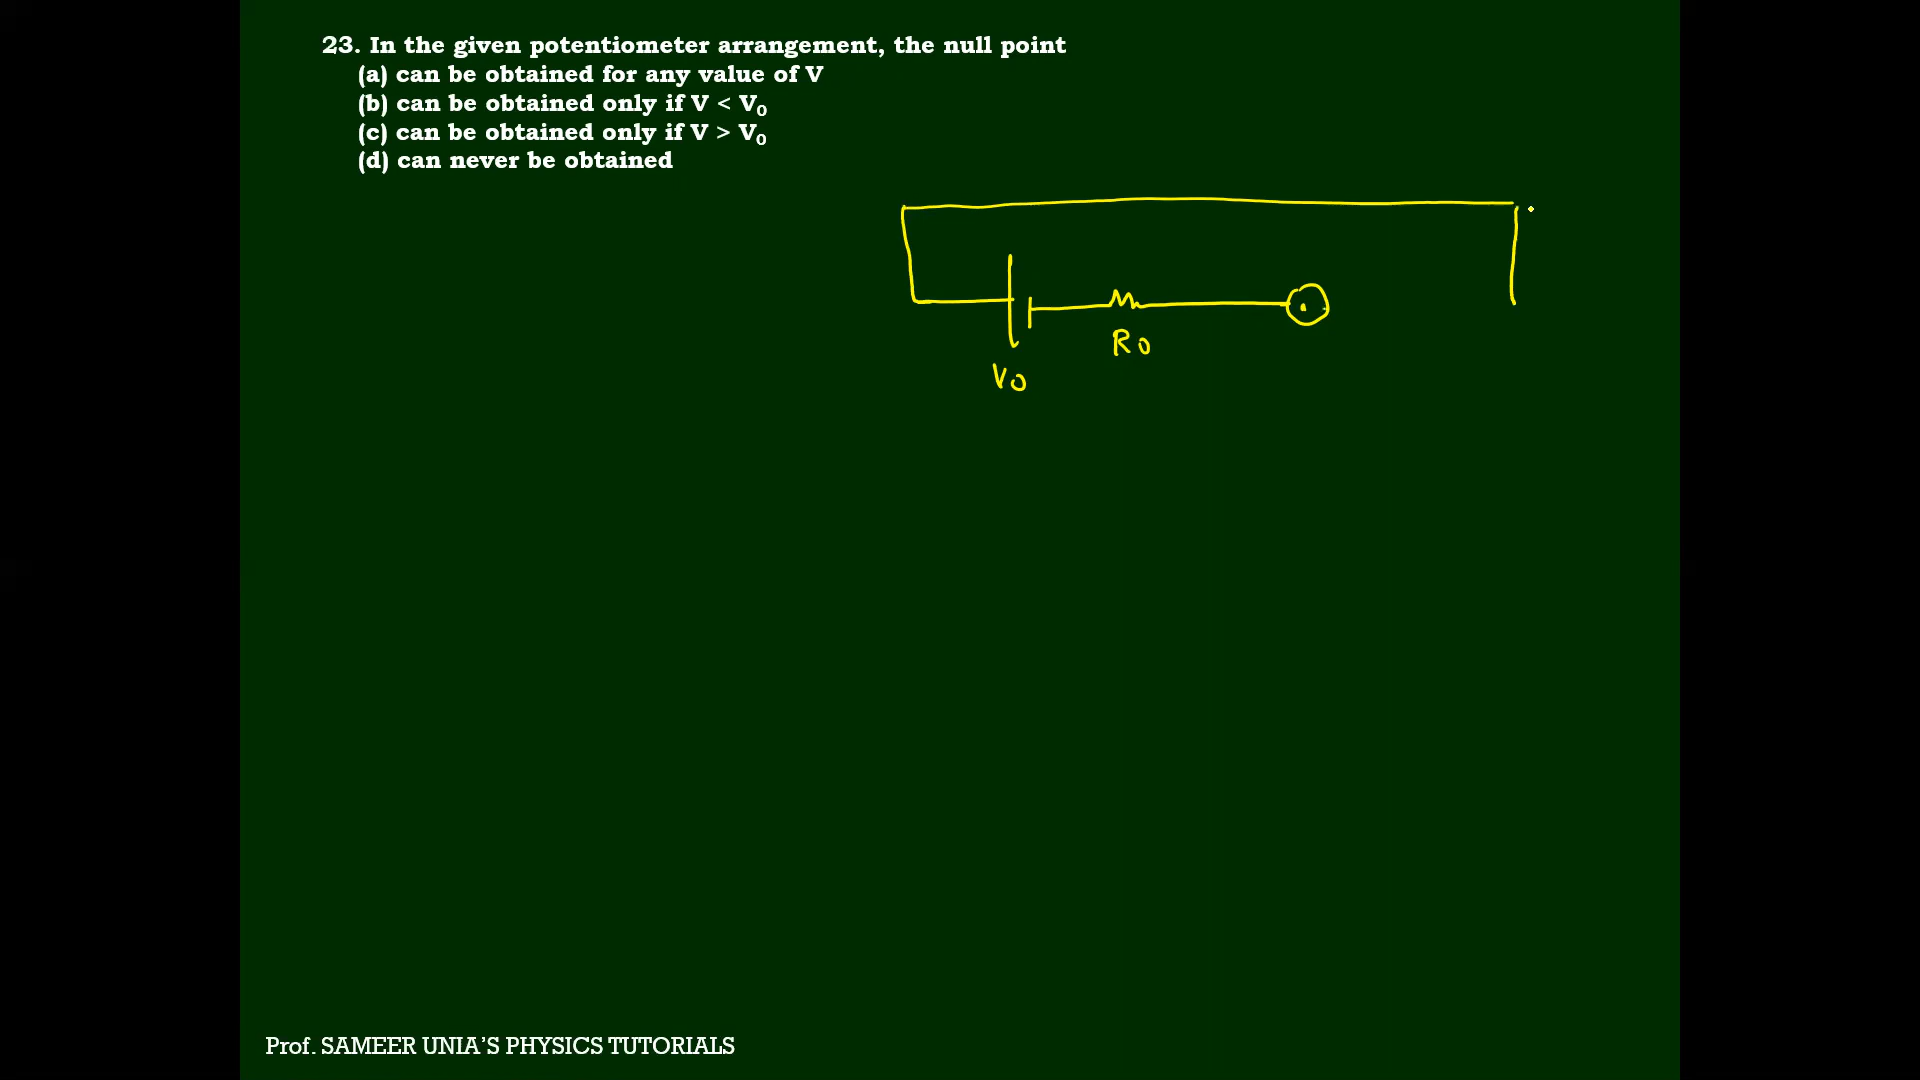 23. In the given potentiometer arrangement, the null point
(a) can be obtained for any value of V
(b) can be obtained only if V < V₀
(c) can be obtained only if V > V₀
(d) can never be obtained
R₀
V₀
Prof. SAMEER UNIA’S PHYSICS TUTORIALS